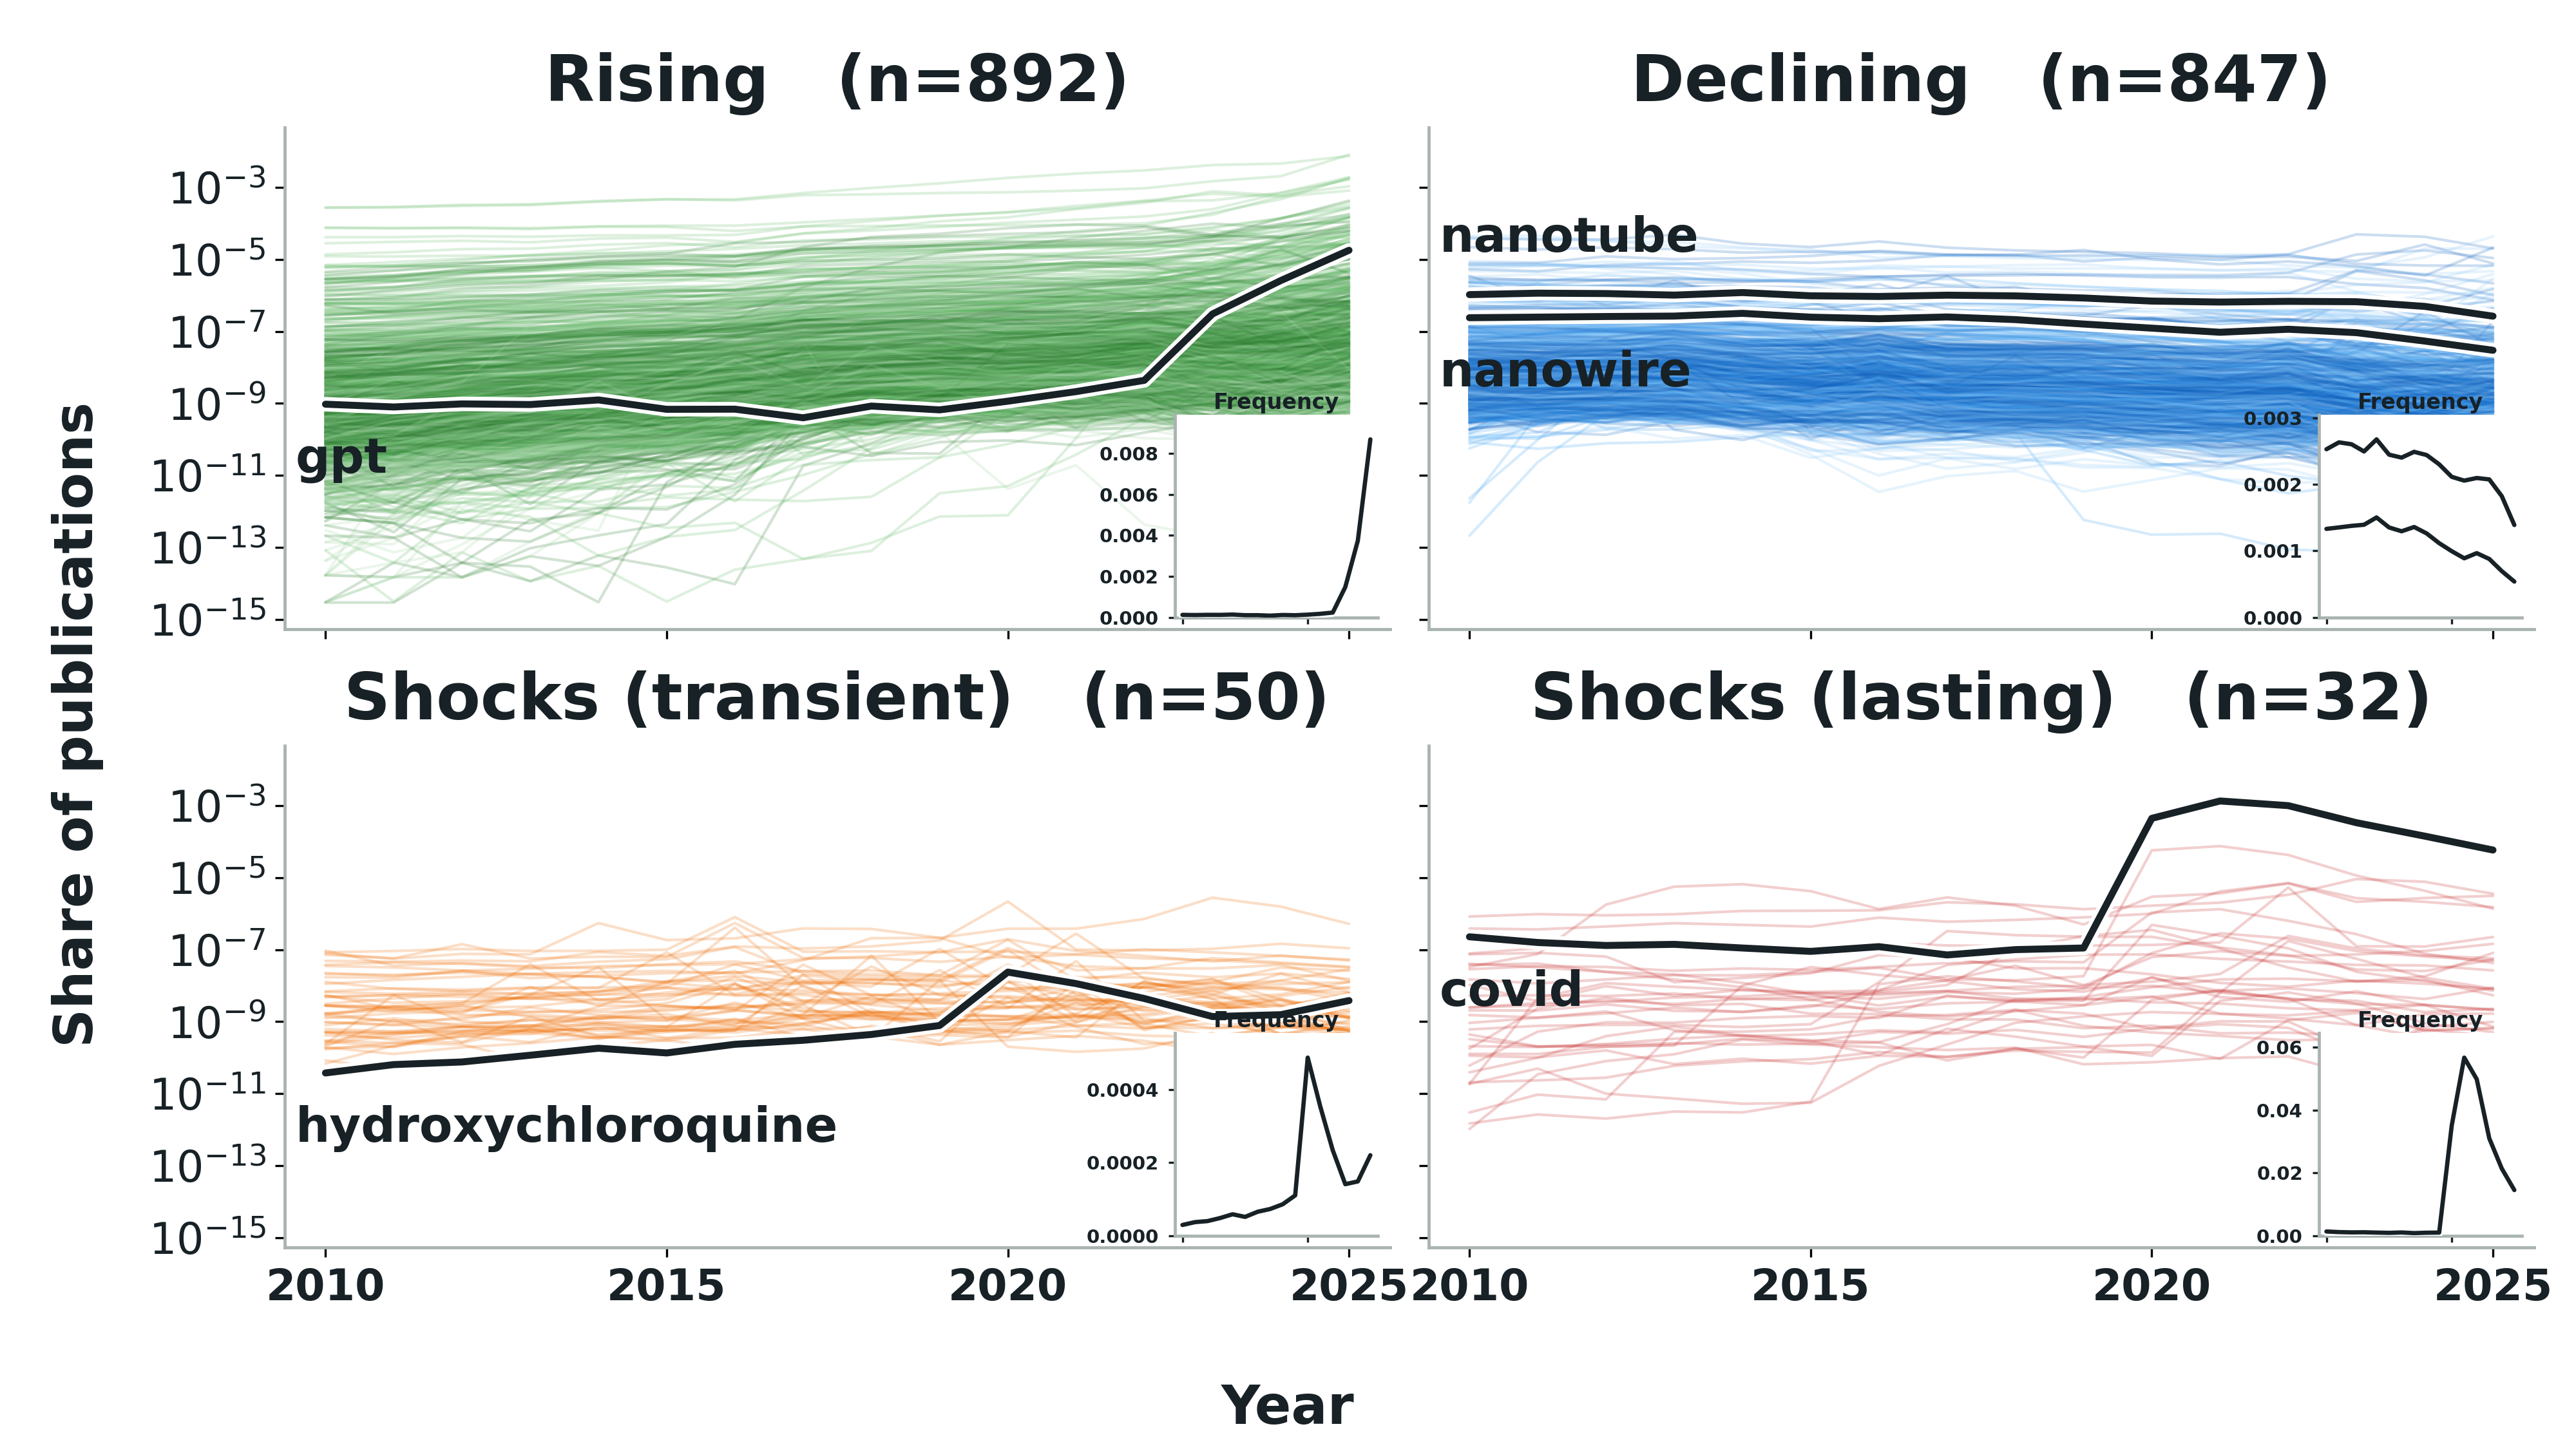 Rising (n=892)
Declining (n=847)
Share of publications
10⁻³
10⁻⁵
10⁻⁷
10⁻⁹
10⁻¹¹
10⁻¹³
10⁻¹⁵
gpt
Frequency
0.008
0.006
0.004
0.002
0.000
nanotube
nanowire
Frequency
0.003
0.002
0.001
0.000
Shocks (transient) (n=50)
Shocks (lasting) (n=32)
10⁻³
10⁻⁵
10⁻⁷
10⁻⁹
10⁻¹¹
10⁻¹³
10⁻¹⁵
hydroxychloroquine
Frequency
0.0004
0.0002
0.0000
covid
Frequency
0.06
0.04
0.02
0.00
2010 2015 2020 2025
2010 2015 2020 2025
Year